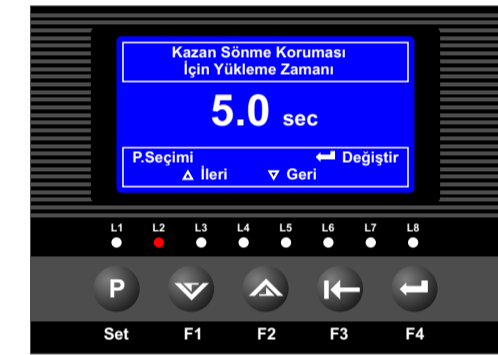 Kazan Sönme Koruması
İçin Yükleme Zamanı
5.0 sec
P.Seçimi Değiştir
İleri Geri
L1 L2 L3 L4 L5 L6 L7 L8
P
Set F1 F2 F3 F4